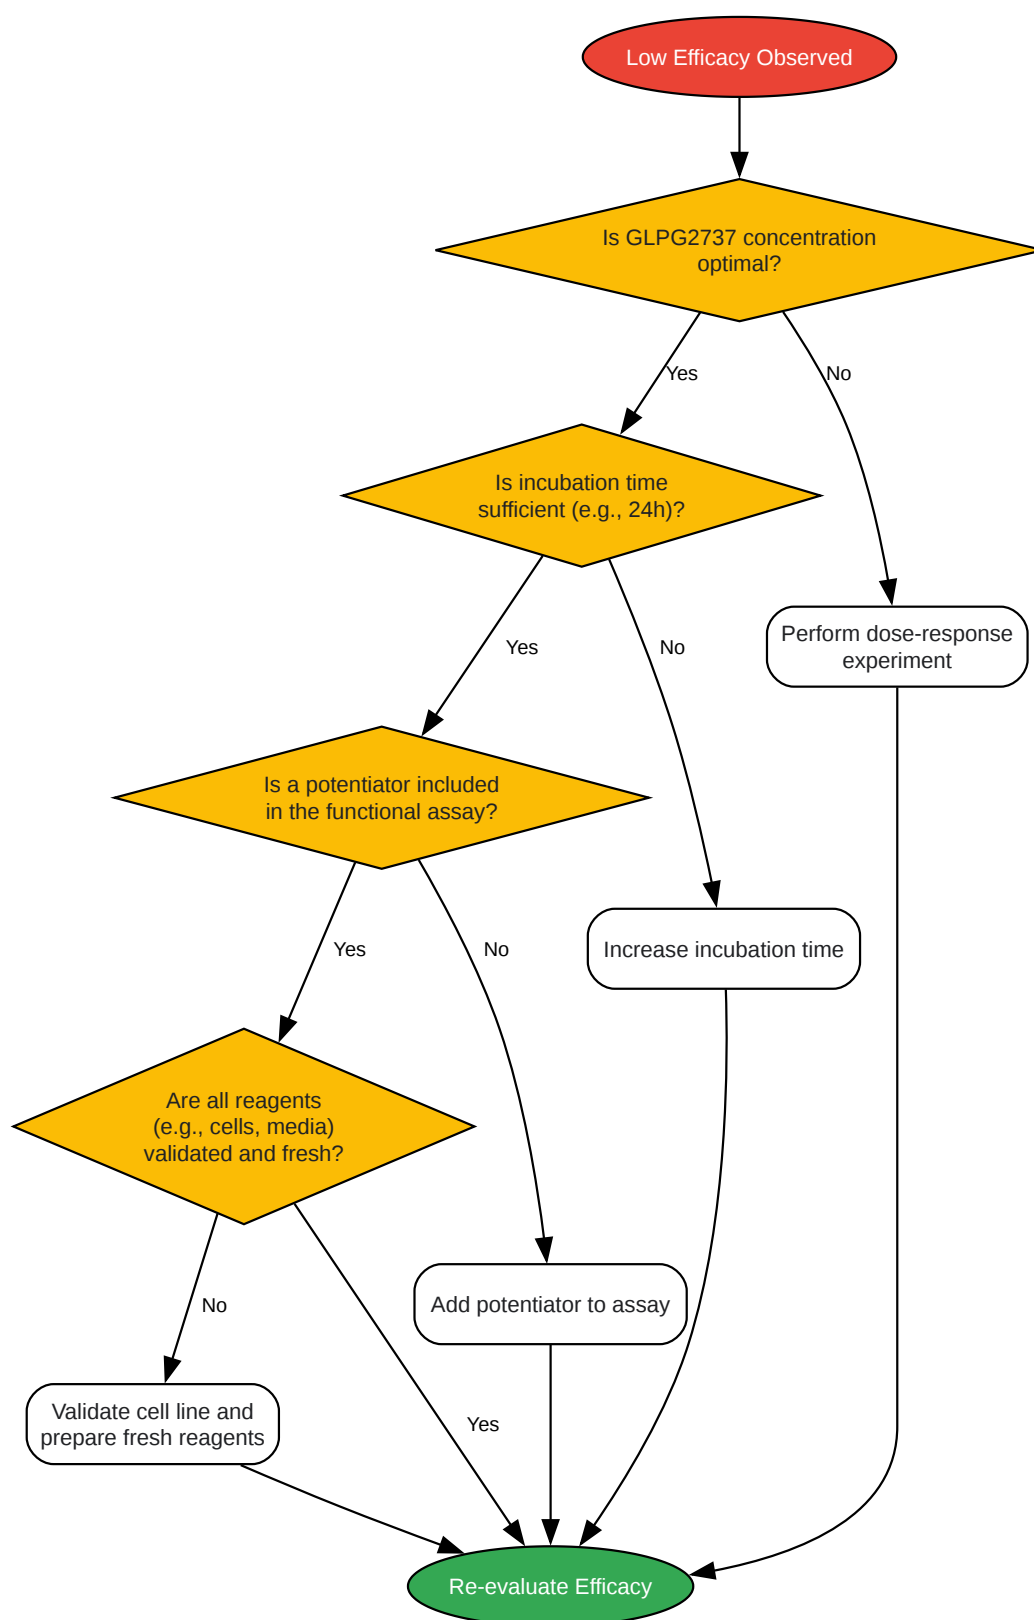 Low Efficacy Observed
Is GLPG2737 concentration
optimal?
Yes
No
Is incubation time
sufficient (e.g., 24h)?
Yes
No
Perform dose-response
experiment
Is a potentiator included
in the functional assay?
Yes
No
Increase incubation time
Are all reagents
(e.g., cells, media)
validated and fresh?
No
Add potentiator to assay
Validate cell line and
prepare fresh reagents
Yes
Re-evaluate Efficacy